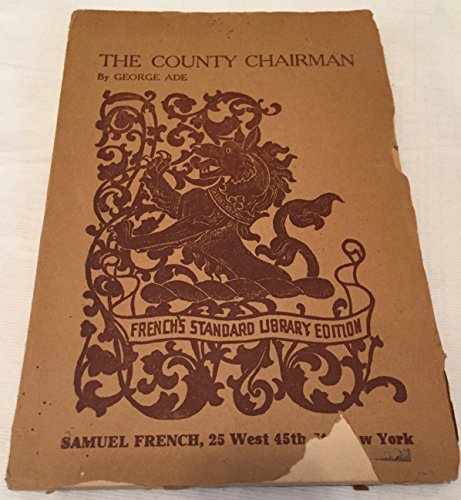 THE COUNTY CHAIRMAN
By GEORGE ADE
FRENCH'S STANDARD LIBRARY EDITION
SAMUEL FRENCH, 25 West 45th York